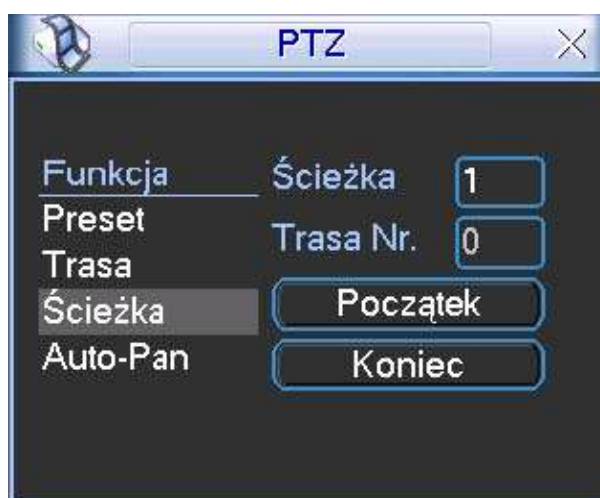 PTZ
Funkcja
Preset
Trasa
Ścieżka
Auto-Pan
Ścieżka 1
Trasa Nr. 0
Początek
Koniec